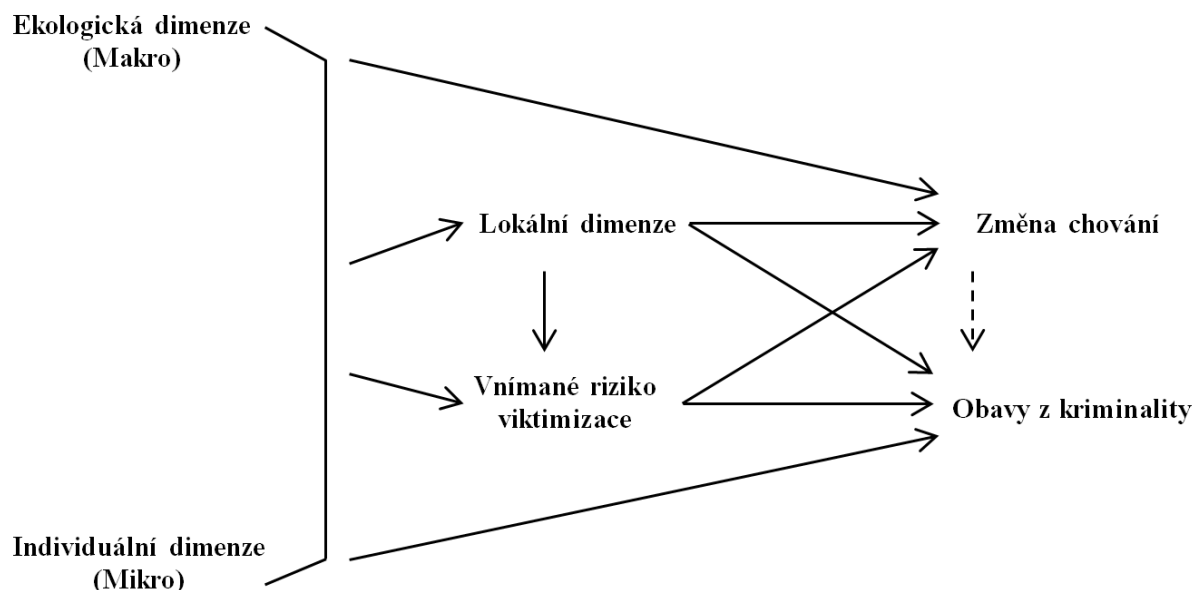 Ekologická dimenze
(Makro)
Lokální dimenze
Změna chování
Vnímané riziko
viktimizace
Obavy z kriminality
Individuální dimenze
(Mikro)